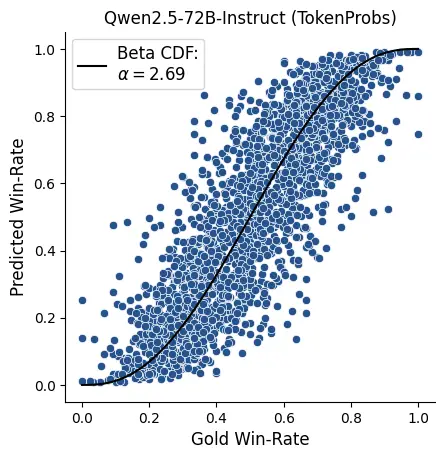 Qwen2.5-72B-Instruct (TokenProbs)
Beta CDF:
α = 2.69
Predicted Win-Rate
1.0
0.8
0.6
0.4
0.2
0.0
0.0 0.2 0.4 0.6 0.8 1.0
Gold Win-Rate